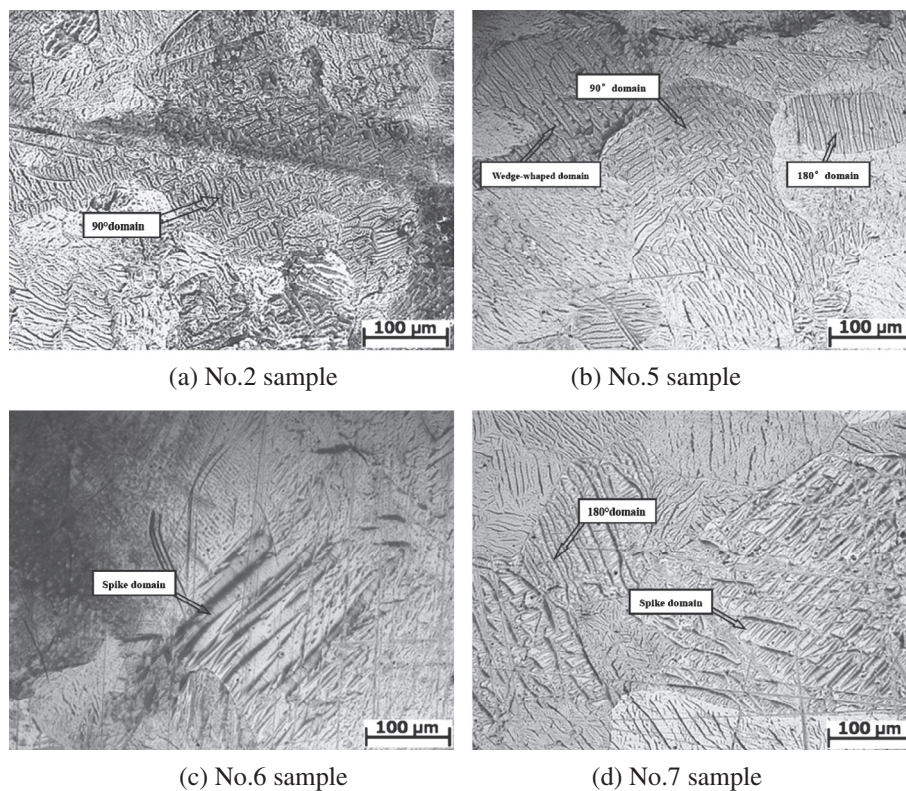 90°domain
100 µm
(a) No.2 sample
90° domain
Wedge-whaped domain
180° domain
100 µm
(b) No.5 sample
Spike domain
100 µm
(c) No.6 sample
180°domain
Spike domain
100 µm
(d) No.7 sample